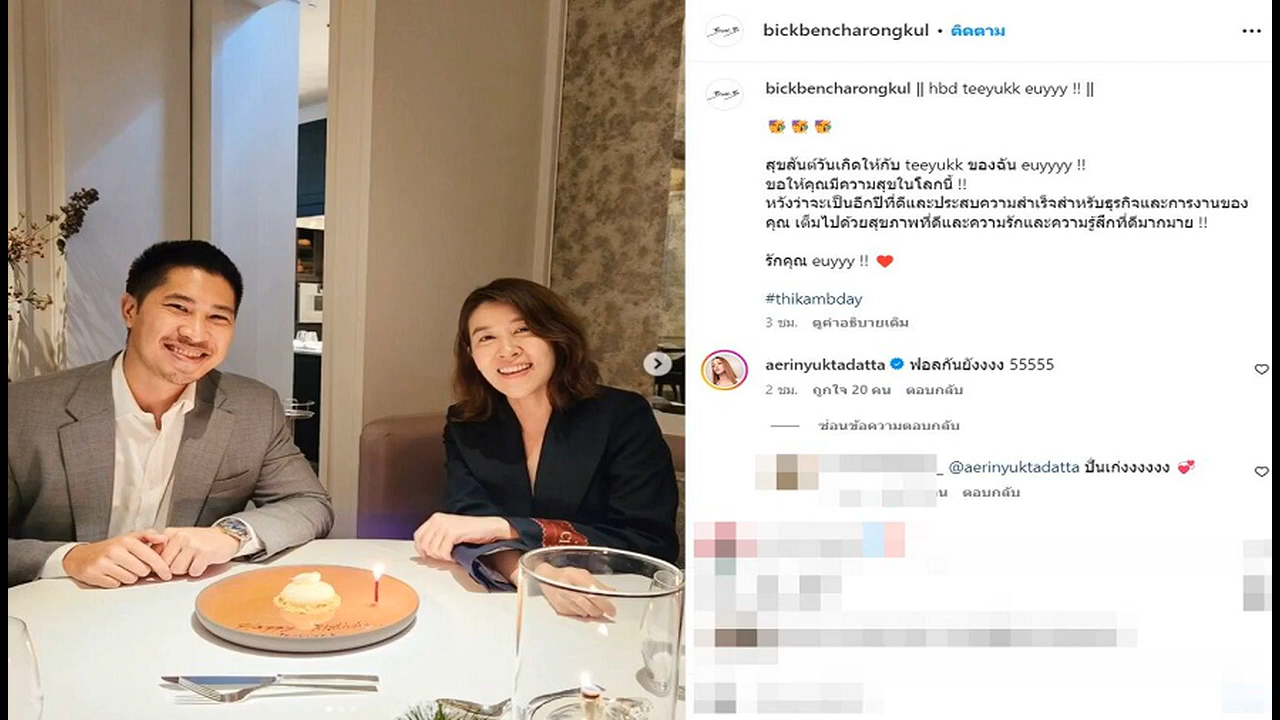 bickbencharongkul • ติดตาม
bickbencharongkul || hbd teeyukk euyyy !! ||
🥳 🥳 🥳
สุขสันต์วันเกิดให้กับ teeyukk ของฉัน euyyyy !!
ขอให้คุณมีความสุขในโลกนี้ !!
หวังว่าจะเป็นอีกปีที่ดีและประสบความสำเร็จสำหรับธุรกิจและการงานของ
คุณ เต็มไปด้วยสุขภาพที่ดีและความรักและความรู้สึกที่ดีมากมาย !!
รักคุณ euyyy !! ♥️
#thikambday
3 ชม. ดูคำอธิบายเดิม
aerinyuktadatta ฟอลกันยังงงง 55555
2 ชม. ถูกใจ 20 คน ตอบกลับ
ซ่อนข้อความตอบกลับ
@aerinyuktadatta ปั่นเก่งงงงงง 💞
ตอบกลับ